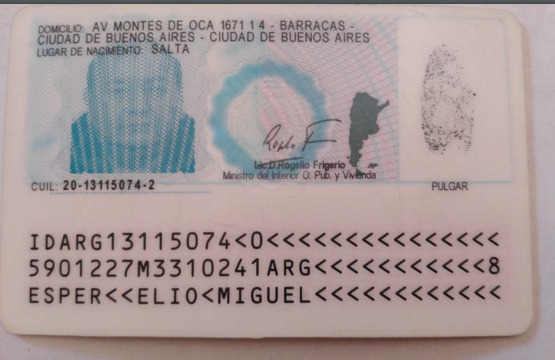 DOMICILIO: AV MONTES DE OCA 1671 1 4 - BARRACAS -
CIUDAD DE BUENOS AIRES - CIUDAD DE BUENOS AIRES
LUGAR DE NACIMIENTO: SALTA
Lic. D. Rogelio Frigerio
Ministro del Interior O. Pub. y Vivienda
CUIL: 20-13115074-2
PULGAR
IDARG13115074<0<<<<<<<<<<<<<<<
5901227M3310241ARG<<<<<<<<<<<8
ESPER<<ELIO<MIGUEL<<<<<<<<<<<<